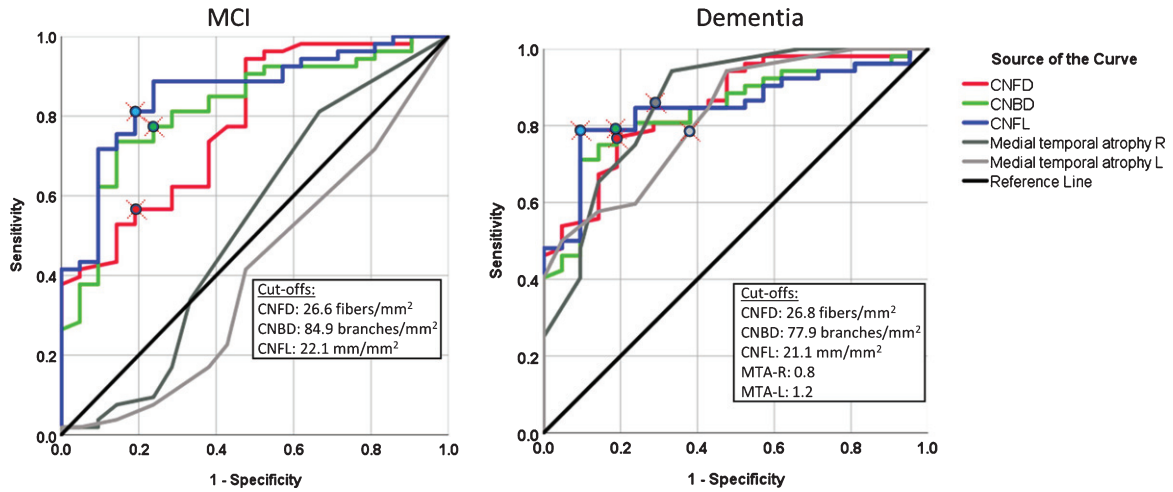 MCI
1.0
0.8
0.6
0.4
0.2
0.0
Sensitivity
0.0
0.2
0.4
0.6
0.8
1.0
1 - Specificity
Cut-offs:
CNFD: 26.6 fibers/mm²
CNBD: 84.9 branches/mm²
CNFL: 22.1 mm/mm²
Dementia
1.0
0.8
0.6
0.4
0.2
0.0
Sensitivity
0.0
0.2
0.4
0.6
0.8
1.0
1 - Specificity
Cut-offs:
CNFD: 26.8 fibers/mm²
CNBD: 77.9 branches/mm²
CNFL: 21.1 mm/mm²
MTA-R: 0.8
MTA-L: 1.2
Source of the Curve
CNFD
CNBD
CNFL
Medial temporal atrophy R
Medial temporal atrophy L
Reference Line